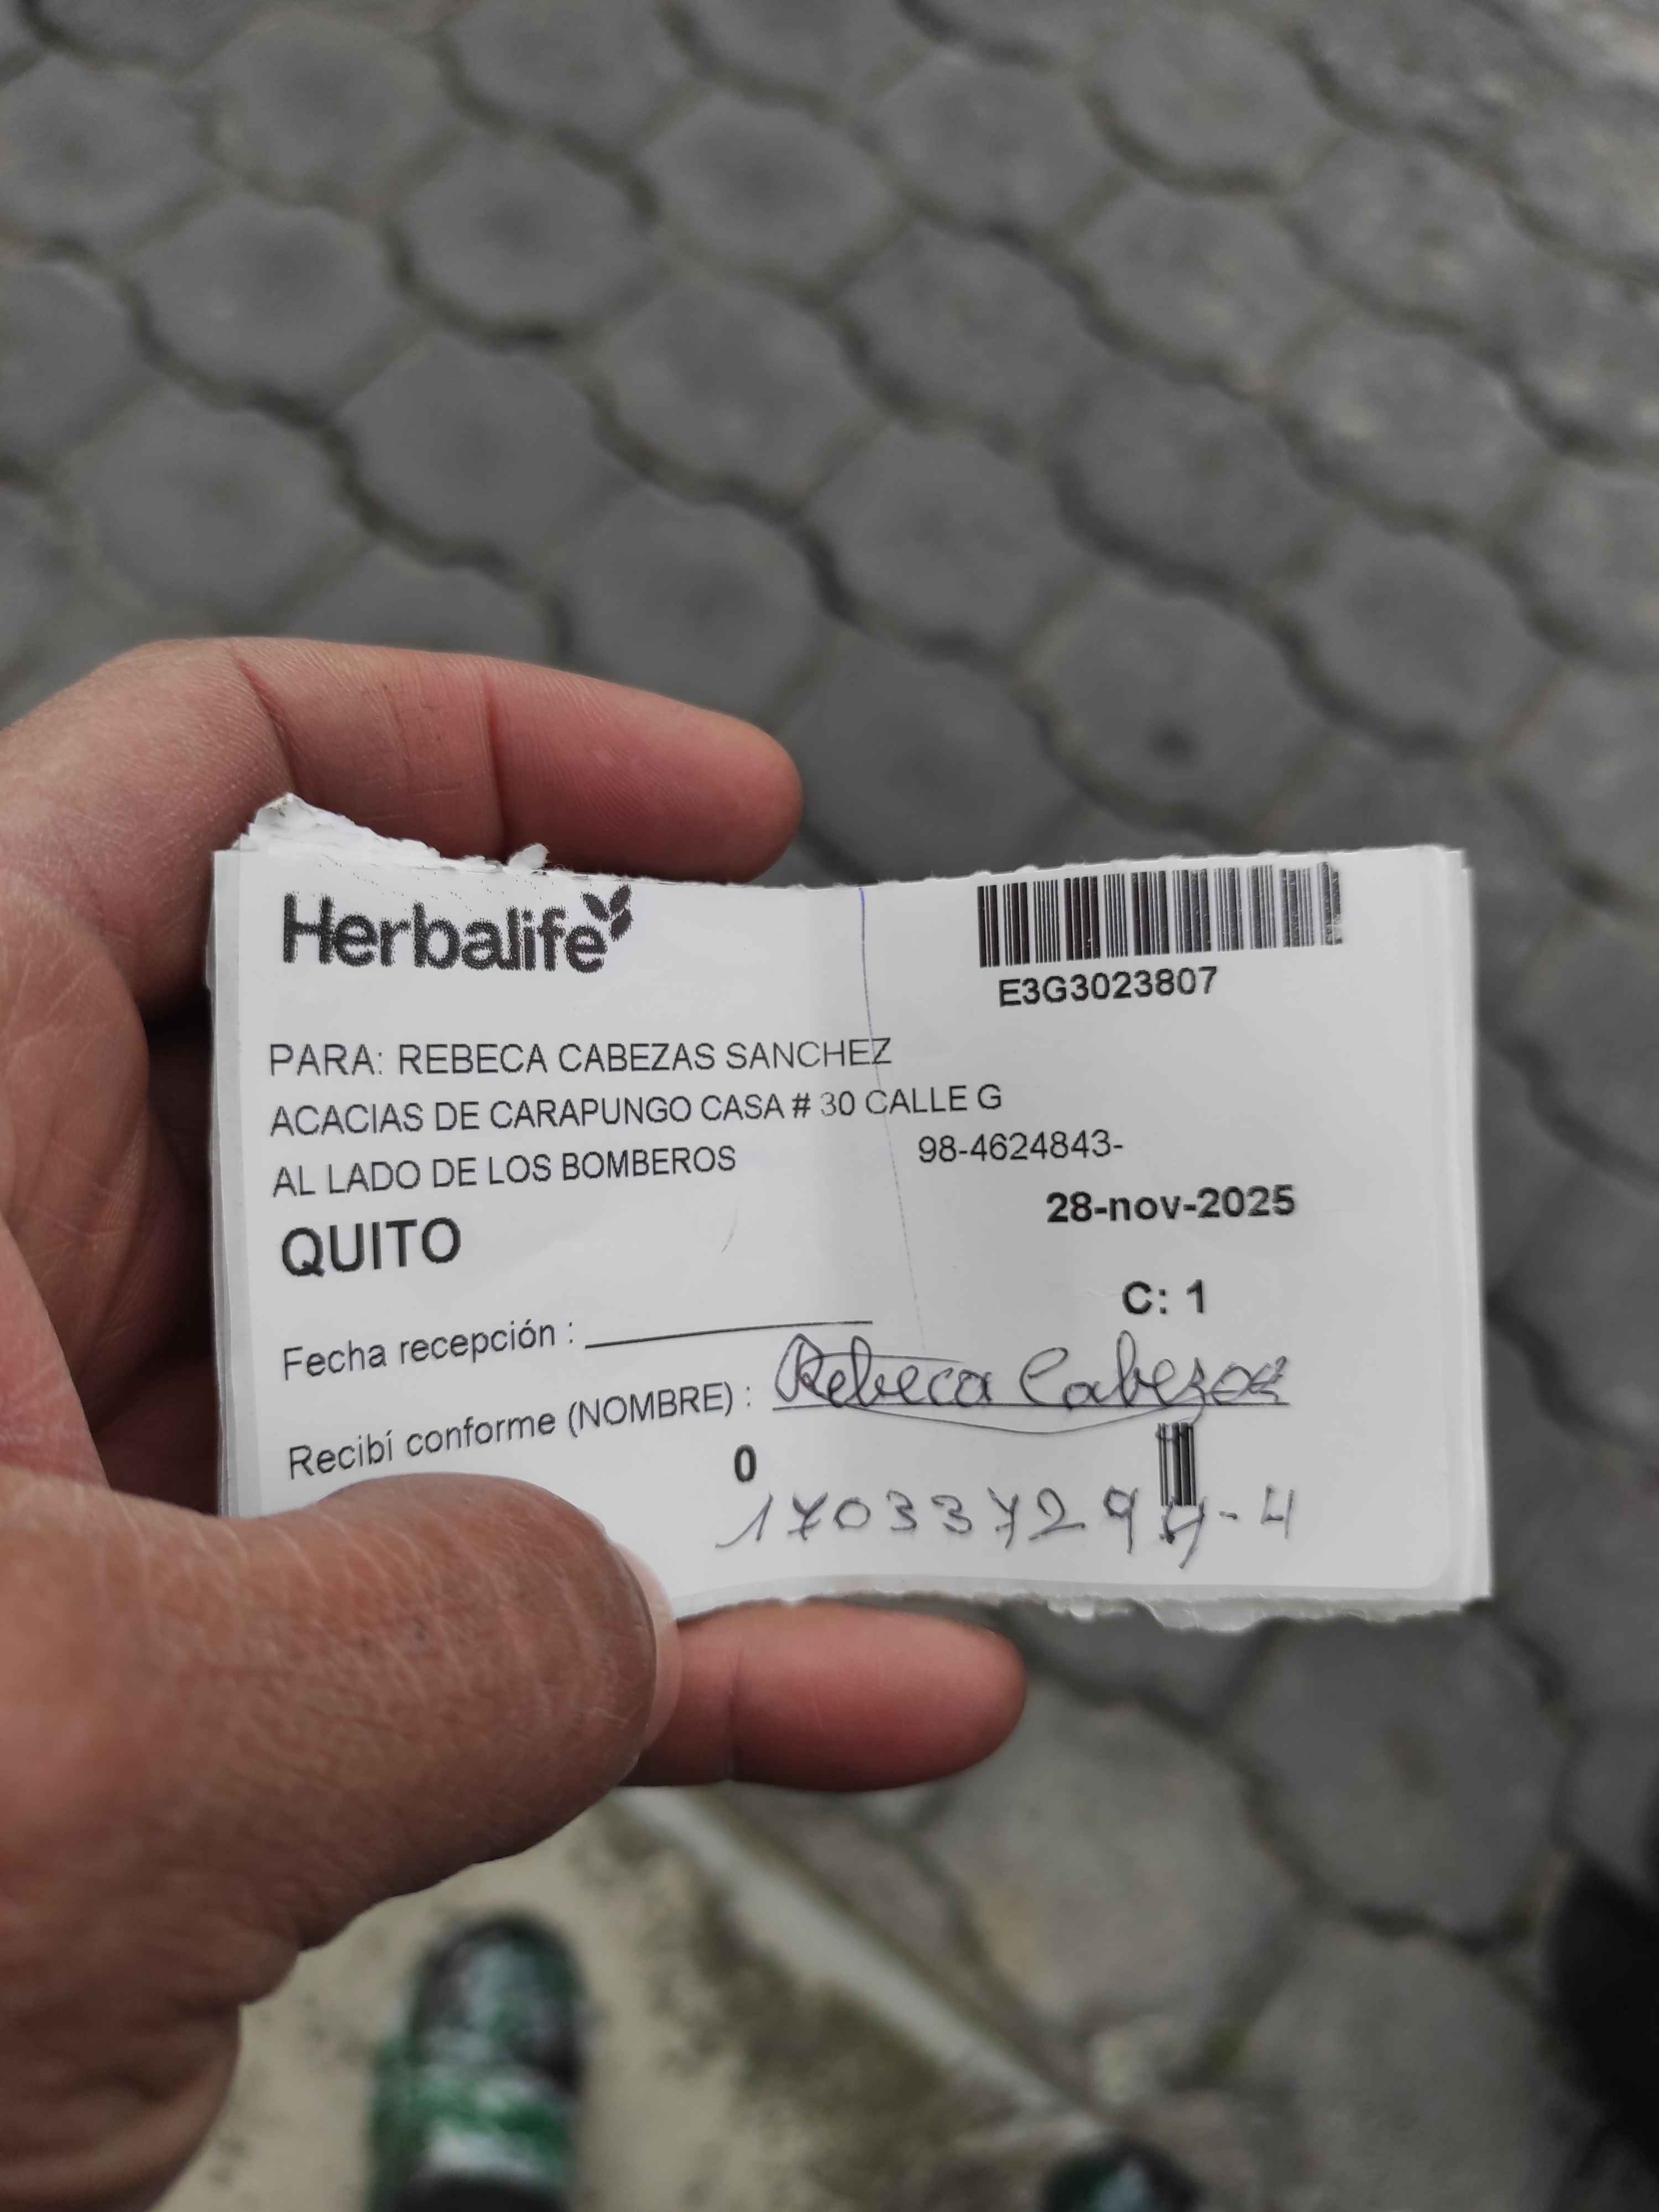 Herbalife
E3G3023807
PARA: REBECA CABEZAS SANCHEZ
ACACIAS DE CARAPUNGO CASA # 30 CALLE G
AL LADO DE LOS BOMBEROS 98-4624843-
QUITO 28-nov-2025
C: 1
Fecha recepción :
Recibí conforme (NOMBRE) : Rebeca Cabezas
0